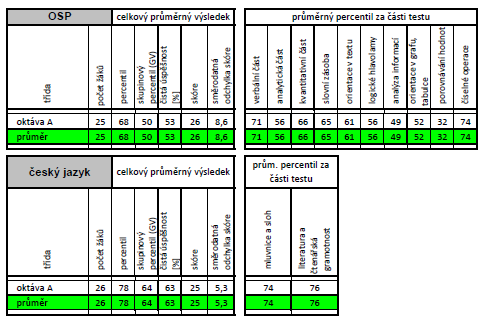 OSP celkový průměrný výsledek průměrný percentil za části testu
třída počet žáků percentil skupinový percentil (GV) čistá úspěšnost [%] skóre směrodatná odchylka skóre verbální část analytická část kvantitativní část slovní zásoba orientace v textu logické hlavolamy analýza informací orientace v grafu, tabulce porovnávání hodnot číselné operace
oktáva A 25 68 50 53 26 8,6 71 56 66 65 61 56 49 52 32 74
průměr 25 68 50 53 26 8,6 71 56 66 65 61 56 49 52 32 74
český jazyk celkový průměrný výsledek prům. percentil za části testu
třída počet žáků percentil skupinový percentil (GV) čistá úspěšnost [%] skóre směrodatná odchylka skóre mluvnice a sloh literatura a čtenářská gramotnost
oktáva A 26 78 64 63 25 5,3 74 76
průměr 26 78 64 63 25 5,3 74 76